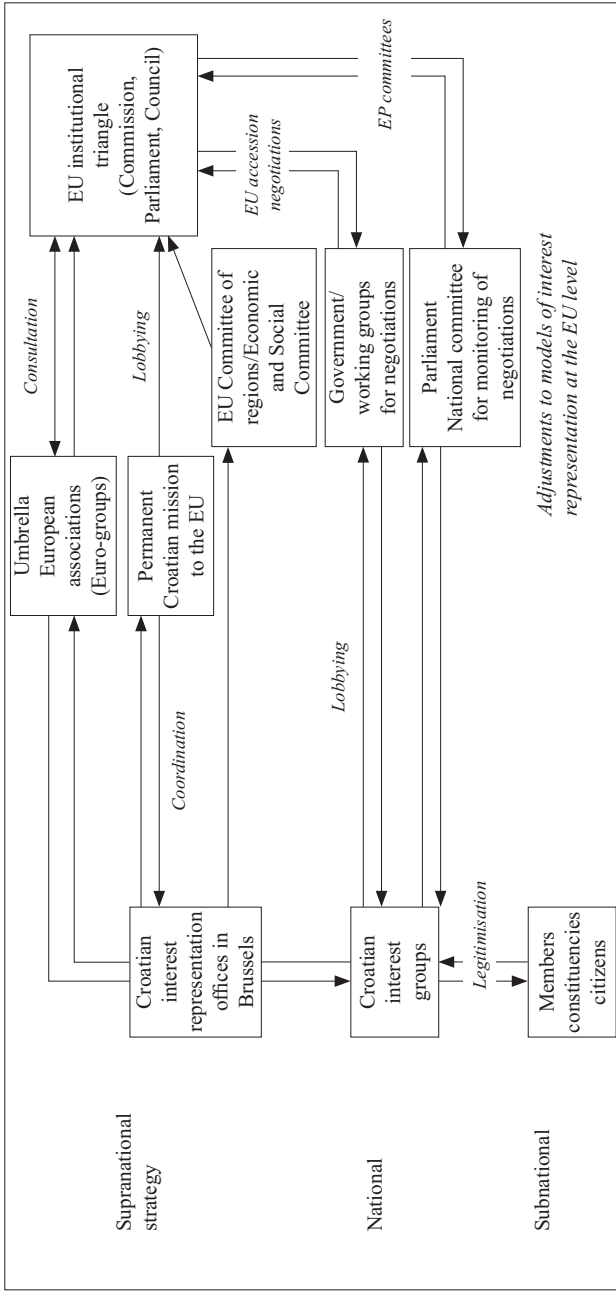 Supranational
strategy
National
Subnational
Croatian
interest
representation
offices in
Brussels
Croatian
interest
groups
Legitimisation
Members
constituencies
citizens
Coordination
Lobbying
Umbrella
European
associations
(Euro-groups)
Permanent
Croatian mission
to the EU
Consultation
Lobbying
EU Committee of
regions/Economic
and Social
Committee
Government/
working groups
for negotiations
Parliament
National committee
for monitoring of
negotiations
EU institutional
triangle
(Commission,
Parliament, Council)
EU accession
negotiations
EP committees
Adjustments to models of interest
representation at the EU level